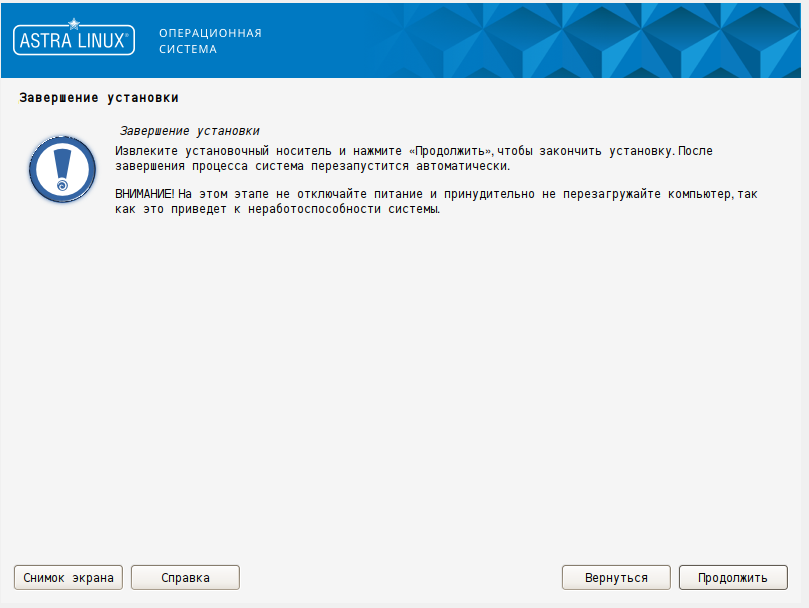 ASTRA LINUX®
ОПЕРАЦИОННАЯ
СИСТЕМА
Завершение установки
Завершение установки
Извлеките установочный носитель и нажмите «Продолжить», чтобы закончить установку. После
завершения процесса система перезапустится автоматически.
ВНИМАНИЕ! На этом этапе не отключайте питание и принудительно не перезагружайте компьютер, так
как это приведет к неработоспособности системы.
Снимок экрана
Справка
Вернуться
Продолжить